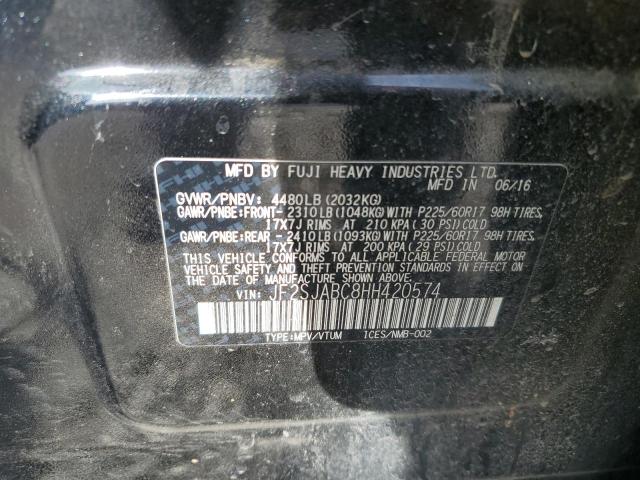 MFD BY FUJI HEAVY INDUSTRIES LTD.
MFD IN 06/16
GVWR/PNBV: 4480LB(2032KG)
GAWR/PNBE:FRONT- 2310LB(1048KG)WITH P225/60R17 98H TIRES,
17X7J RIMS AT 210 KPA(30 PSI)COLD
GAWR/PNBE:REAR - 2410LB(1093KG)WITH P225/60R17 98H TIRES,
17X7J RIMS AT 200 KPA(29 PSI)COLD
THIS VEHICLE CONFORMS TO ALL APPLICABLE FEDERAL MOTOR
VEHICLE SAFETY, BUMPER, AND THEFT PREVENTION STANDARDS IN EFFECT
ON THE DATE OF MANUFACTURE SHOWN ABOVE.
VIN: JF2SJABC8HH420574
TYPE:MPV/VTUM ICES/NMB-002